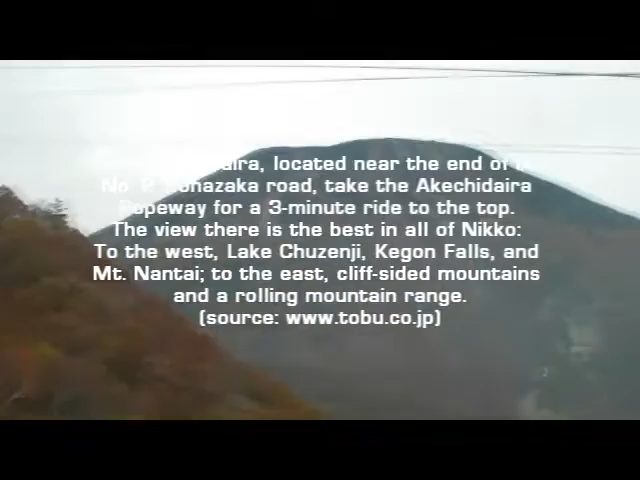 located near the end of
No. 2 road, take the Akechidaira
Ropeway for a 3-minute ride to the top.
The view there is the best in all of Nikko:
To the west, Lake Chuzenji, Kegon Falls, and
Mt. Nantai; to the east, cliff-sided mountains
and a rolling mountain range.
(source: www.tobu.co.jp)